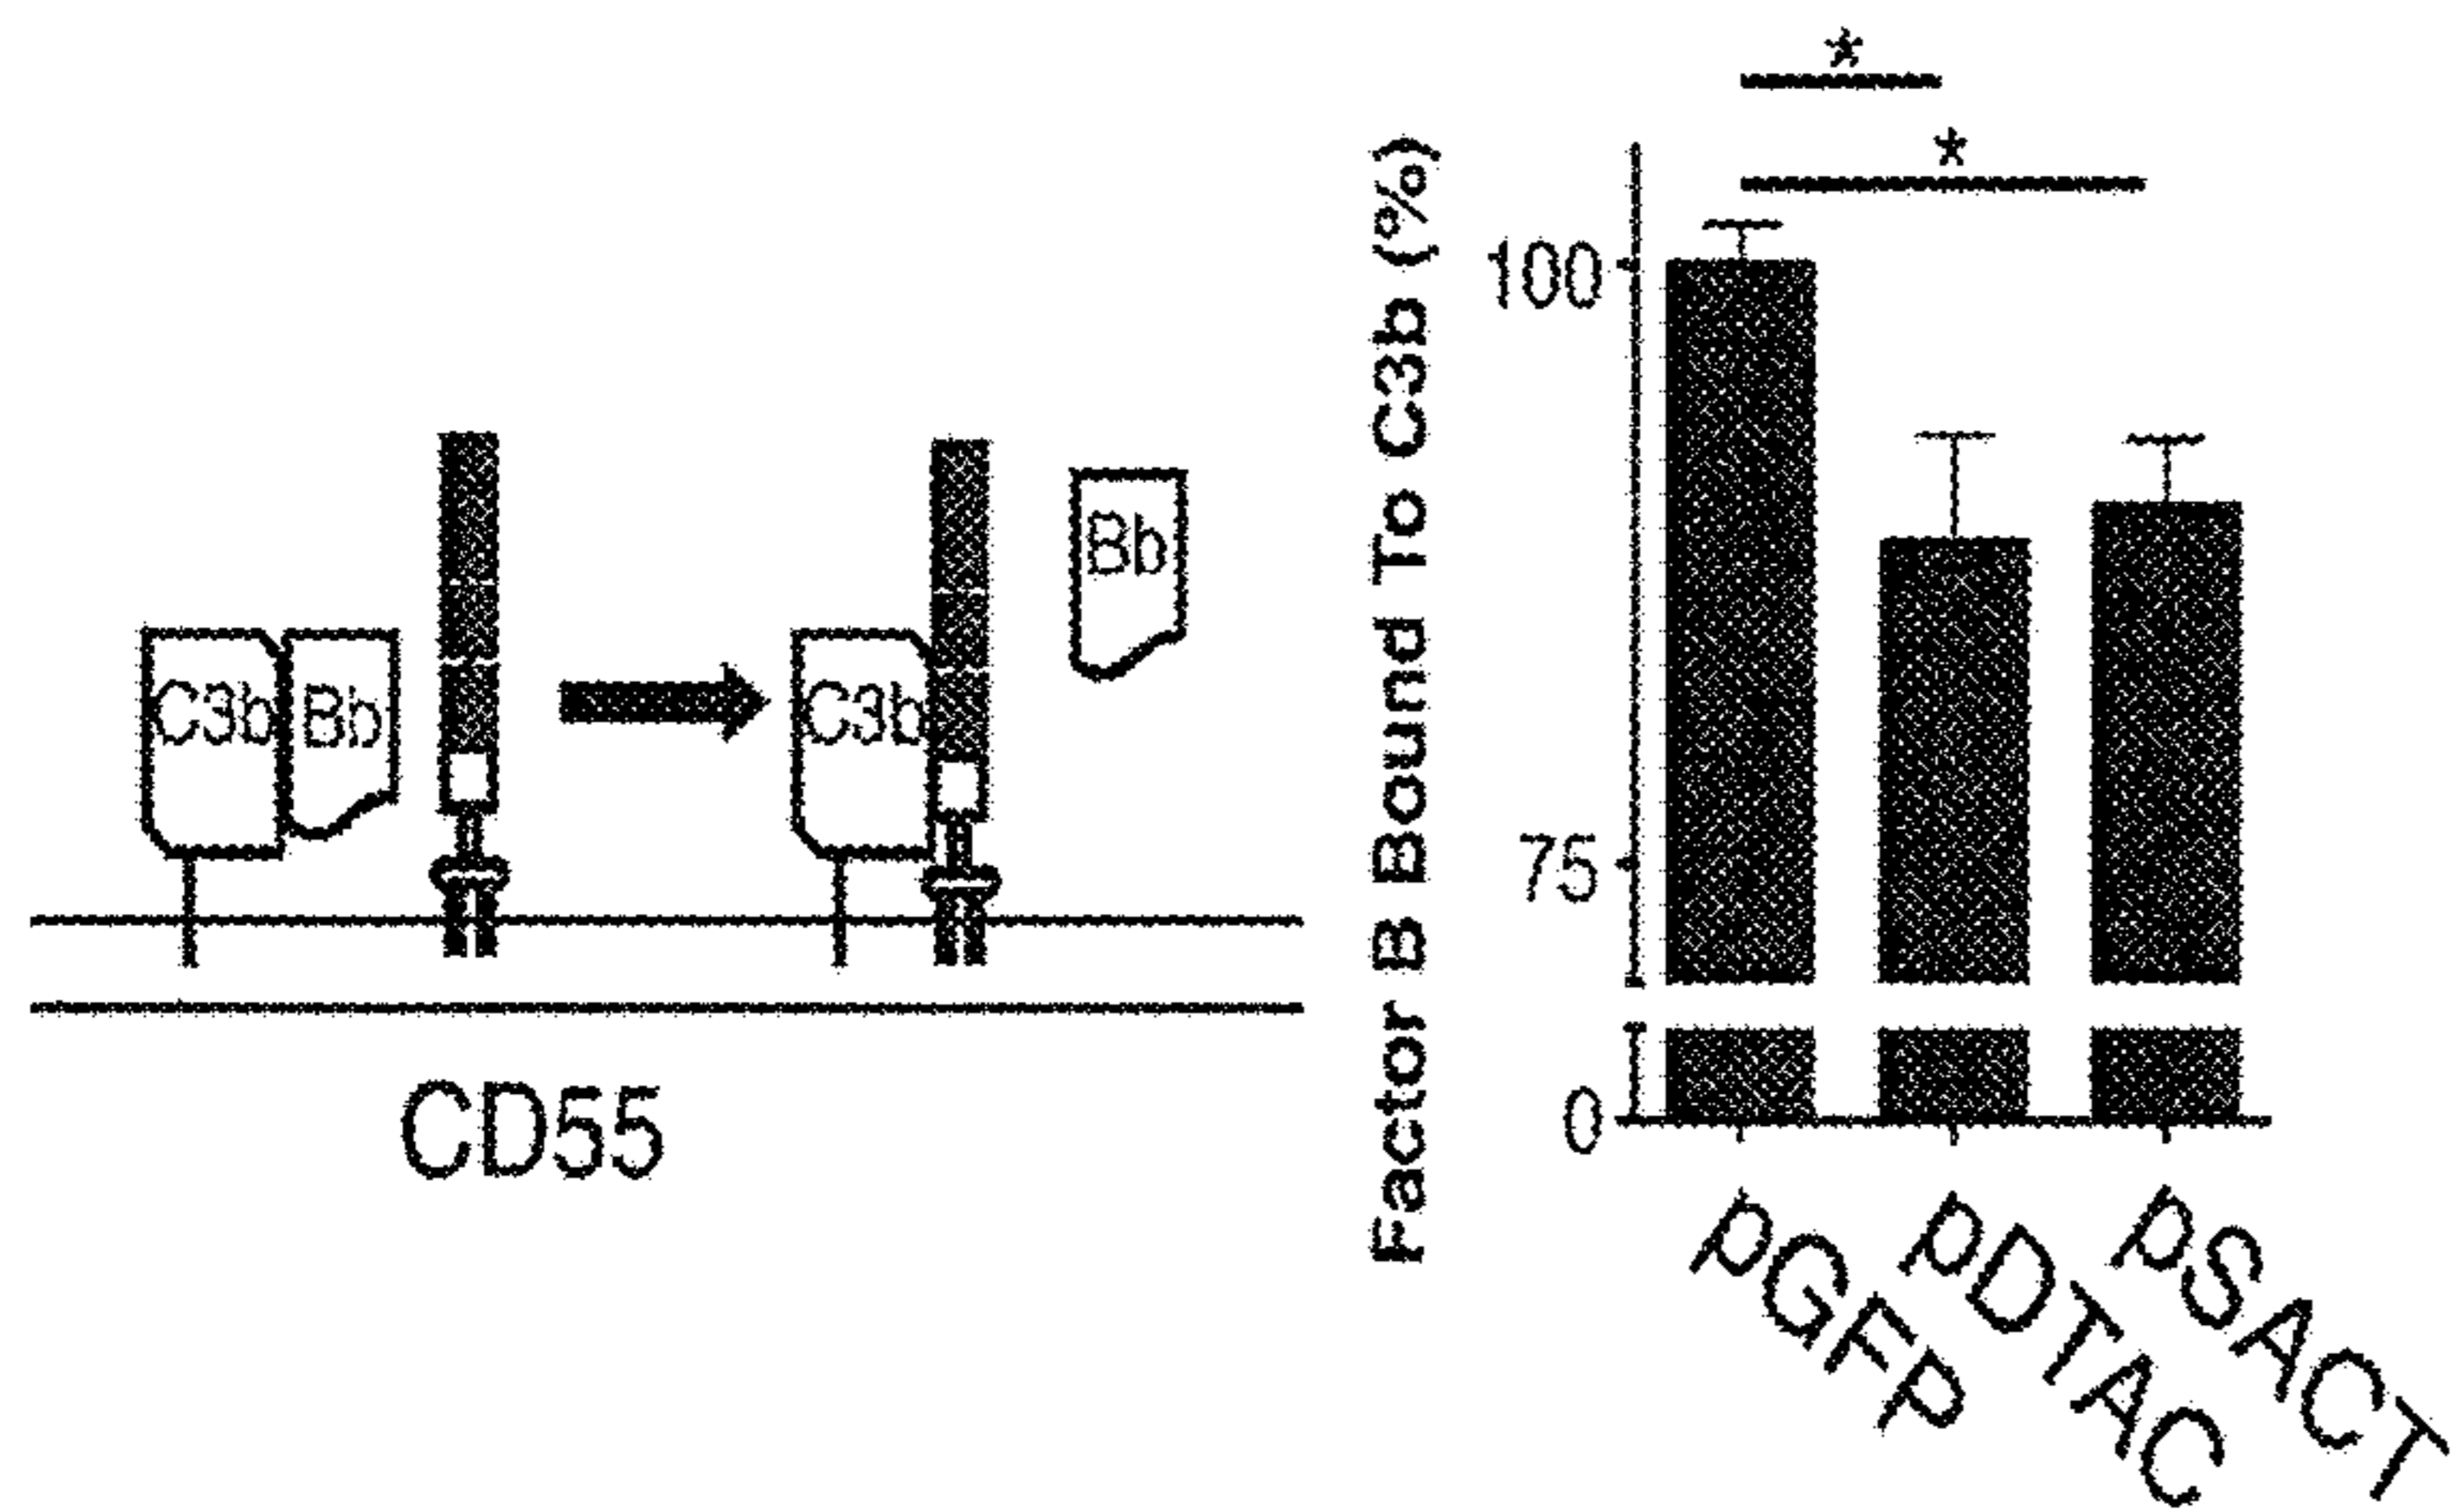 C3b
Bb
C3b
Bb
CD55
Factor B Bound To C3b (%)
*
*
100
75
0
pGFP
pDTAC
pSACT